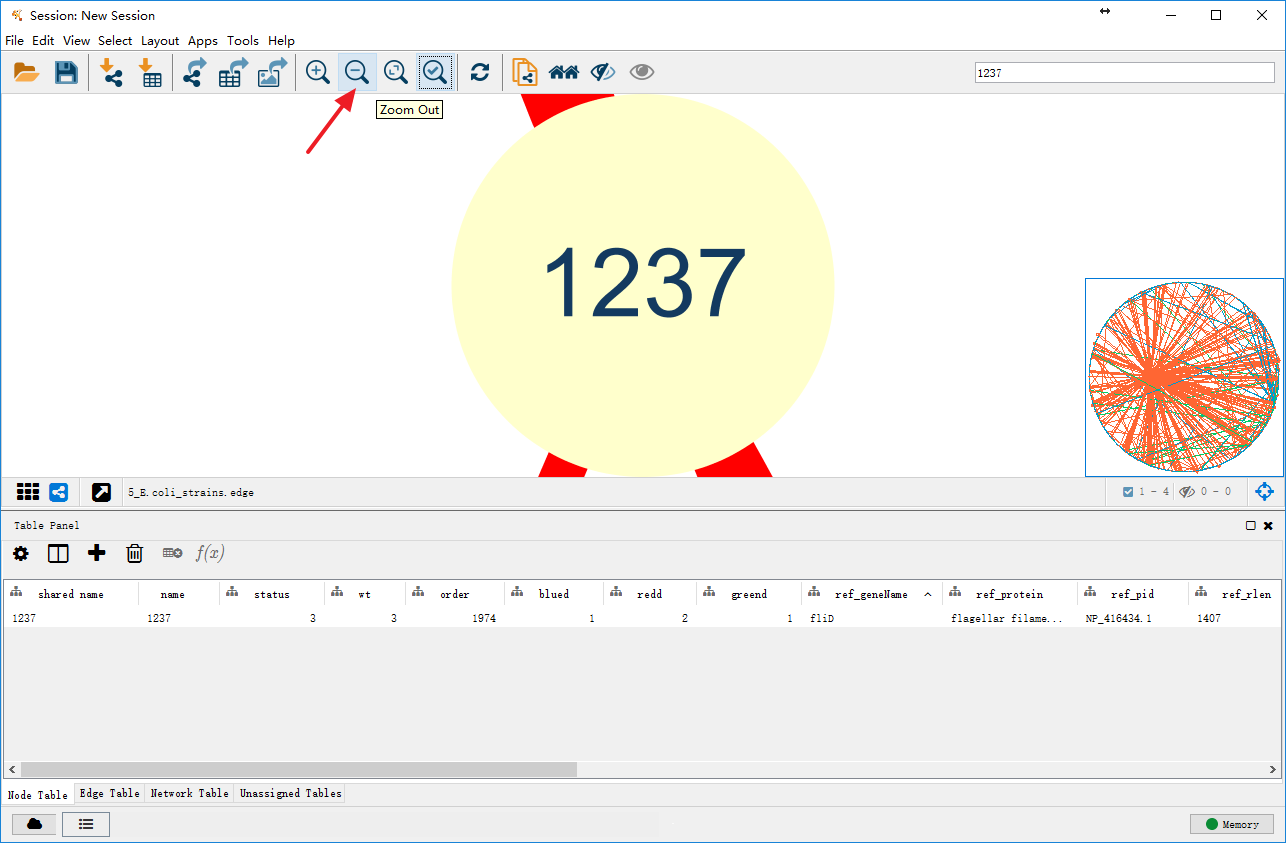 Session: New Session
File Edit View Select Layout Apps Tools Help
1237
Zoom Out
1237
5_E.coli_strains.edge
1 - 4
0 - 0
Table Panel
f(x)
shared name name status wt order blued redd greend ref_geneName ref_protein ref_pid ref_rlen
1237 1237 3 3 1974 1 2 1 fliD flagellar filame... NP_416434.1 1407
Node Table Edge Table Network Table Unassigned Tables
Memory